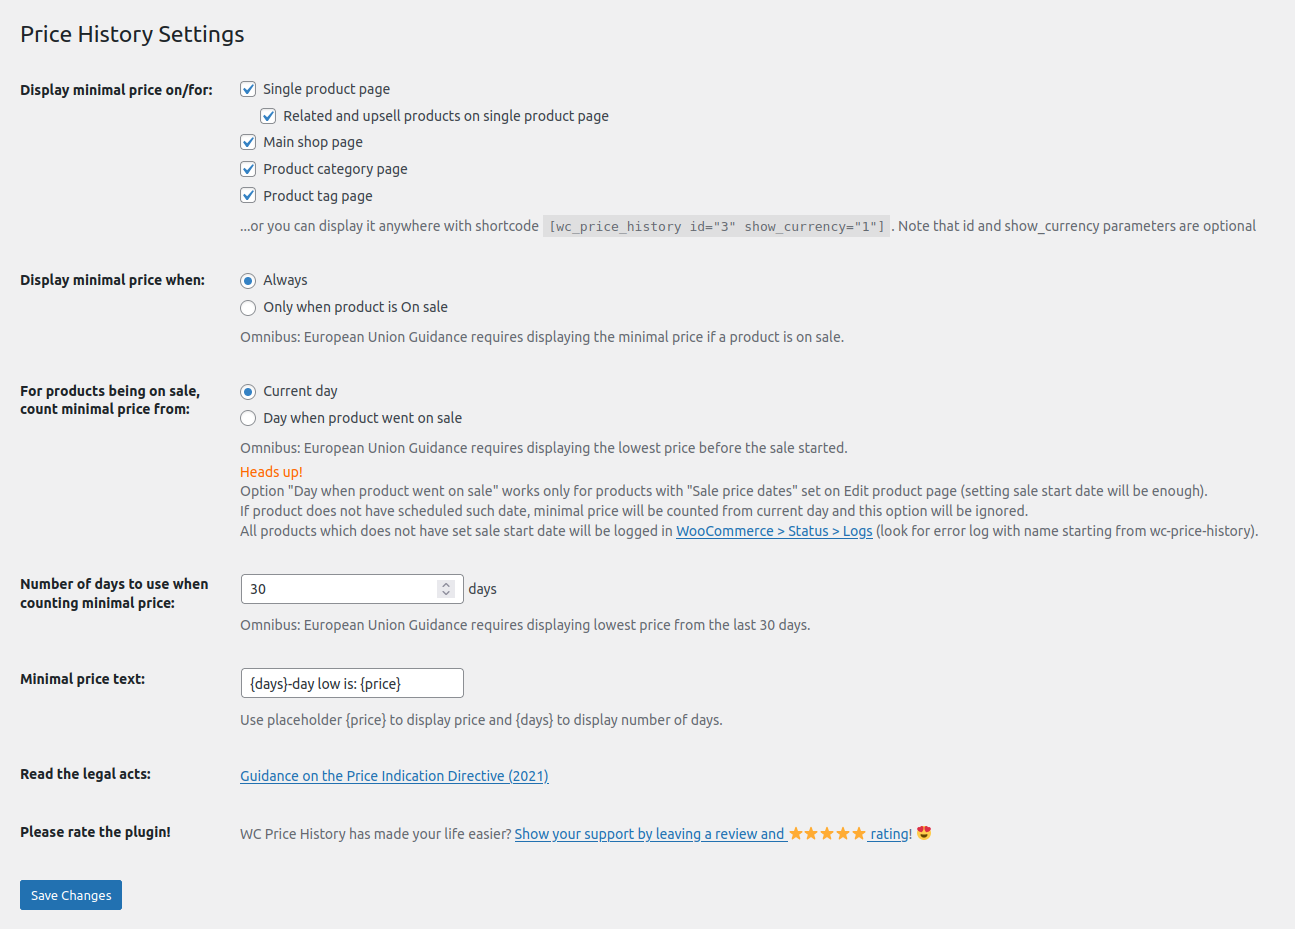 Price History Settings
Display minimal price on/for:
Single product page
Related and upsell products on single product page
Main shop page
Product category page
Product tag page
...or you can display it anywhere with shortcode [wc_price_history id="3" show_currency="1"] . Note that id and show_currency parameters are optional
Display minimal price when:
Always
Only when product is On sale
Omnibus: European Union Guidance requires displaying the minimal price if a product is on sale.
For products being on sale,
count minimal price from:
Current day
Day when product went on sale
Omnibus: European Union Guidance requires displaying the lowest price before the sale started.
Heads up!
Option "Day when product went on sale" works only for products with "Sale price dates" set on Edit product page (setting sale start date will be enough).
If product does not have scheduled such date, minimal price will be counted from current day and this option will be ignored.
All products which does not have set sale start date will be logged in WooCommerce > Status > Logs (look for error log with name starting from wc-price-history).
Number of days to use when
counting minimal price:
30 days
Omnibus: European Union Guidance requires displaying lowest price from the last 30 days.
Minimal price text:
{days}-day low is: {price}
Use placeholder {price} to display price and {days} to display number of days.
Read the legal acts:
Guidance on the Price Indication Directive (2021)
Please rate the plugin!
WC Price History has made your life easier? Show your support by leaving a review and ⭐⭐⭐⭐⭐ rating! 😍
Save Changes